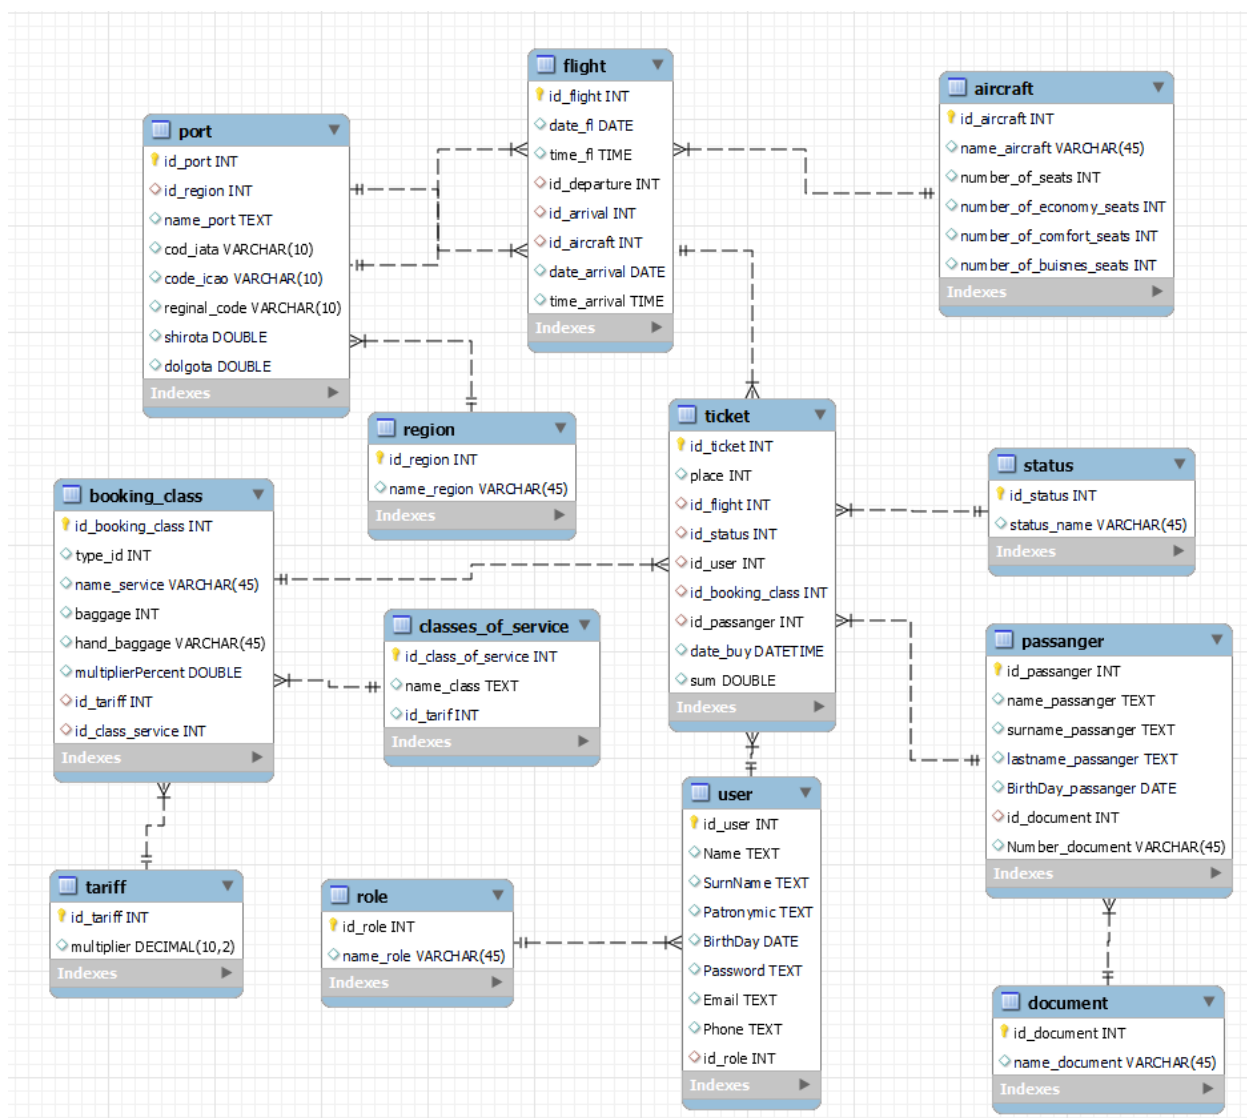 flight
id_flight INT
date_fl DATE
time_fl TIME
id_departure INT
id_arrival INT
id_aircraft INT
date_arrival DATE
time_arrival TIME
Indexes
aircraft
id_aircraft INT
name_aircraft VARCHAR(45)
number_of_seats INT
number_of_economy_seats INT
number_of_comfort_seats INT
number_of_buisnes_seats INT
Indexes
port
id_port INT
id_region INT
name_port TEXT
cod_iata VARCHAR(10)
code_icao VARCHAR(10)
reginal_code VARCHAR(10)
shirota DOUBLE
dolgota DOUBLE
Indexes
region
id_region INT
name_region VARCHAR(45)
Indexes
ticket
id_ticket INT
place INT
id_flight INT
id_status INT
id_user INT
id_booking_class INT
id_passanger INT
date_buy DATETIME
sum DOUBLE
Indexes
status
id_status INT
status_name VARCHAR(45)
Indexes
booking_class
id_booking_class INT
type_id INT
name_service VARCHAR(45)
baggage INT
hand_baggage VARCHAR(45)
multiplierPercent DOUBLE
id_tariff INT
id_class_service INT
Indexes
classes_of_service
id_class_of_service INT
name_class TEXT
id_tarif INT
Indexes
passanger
id_passanger INT
name_passanger TEXT
surname_passanger TEXT
lastname_passanger TEXT
BirthDay_passanger DATE
id_document INT
Number_document VARCHAR(45)
Indexes
user
id_user INT
Name TEXT
SurnName TEXT
Patronymic TEXT
BirthDay DATE
Password TEXT
Email TEXT
Phone TEXT
id_role INT
Indexes
tariff
id_tariff INT
multiplier DECIMAL(10,2)
Indexes
role
id_role INT
name_role VARCHAR(45)
Indexes
document
id_document INT
name_document VARCHAR(45)
Indexes